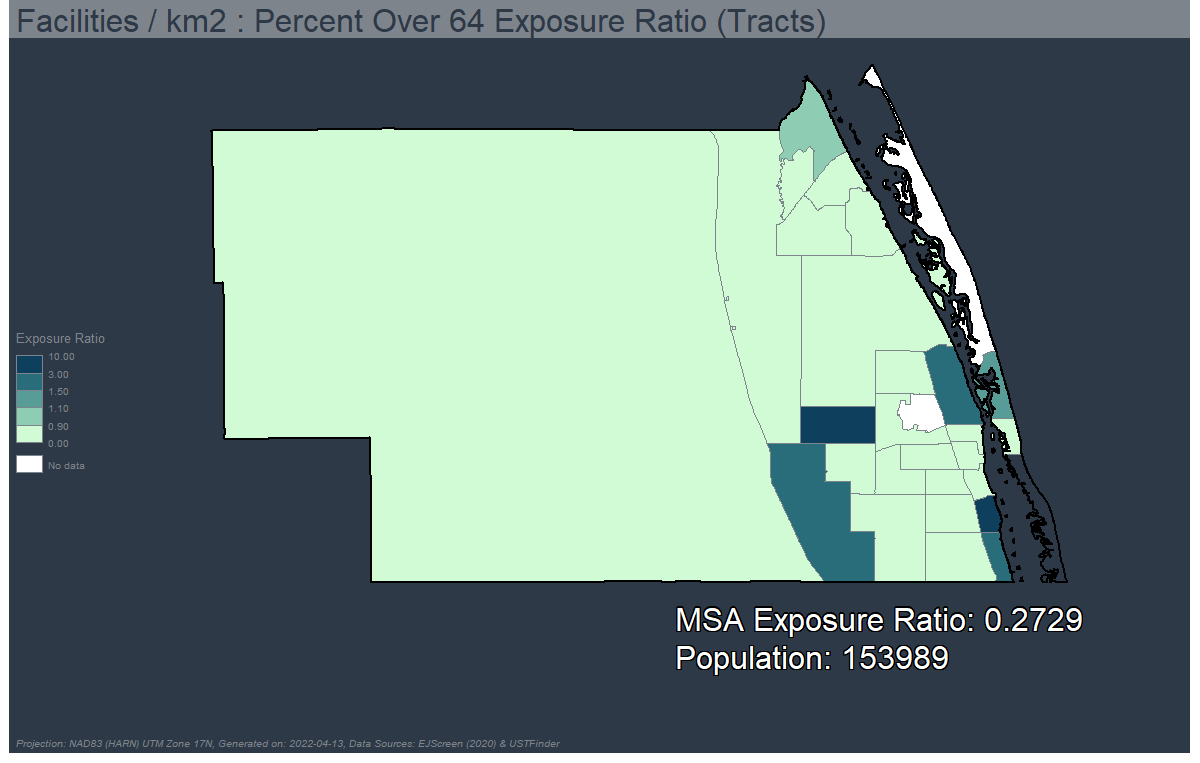 Facilities / km2 : Percent Over 64 Exposure Ratio (Tracts)
Exposure Ratio
10.00
3.00
1.50
1.10
0.90
0.00
No data
MSA Exposure Ratio: 0.2729
Population: 153989
Projection: NAD83 (HARN) UTM Zone 17N, Generated on: 2022-04-13, Data Sources: EJScreen (2020) & USTFinder